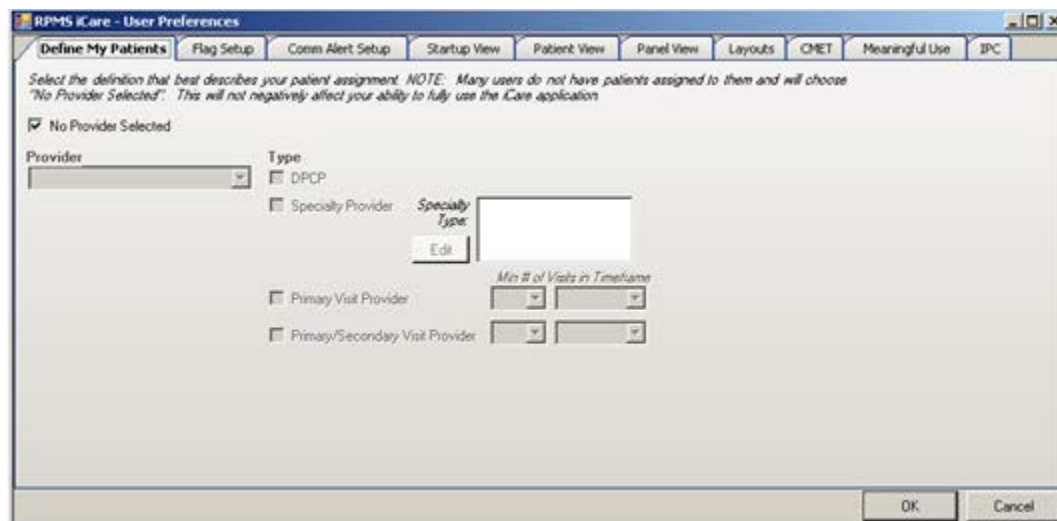 RPMS iCare - User Preferences
Define My Patients Flag Setup Comm Alert Setup Startup View Patient View Panel View Layouts CMET Meaningful Use IPC
Select the definition that best describes your patient assignment. NOTE: Many users do not have patients assigned to them and will choose
"No Provider Selected". This will not negatively affect your ability to fully use the iCare application
No Provider Selected
Provider Type
DPCP
Specialty Provider Specialty
Type:
Edit
Min # of Visits in Timeframe
Primary Visit Provider
Primary/Secondary Visit Provider
OK Cancel